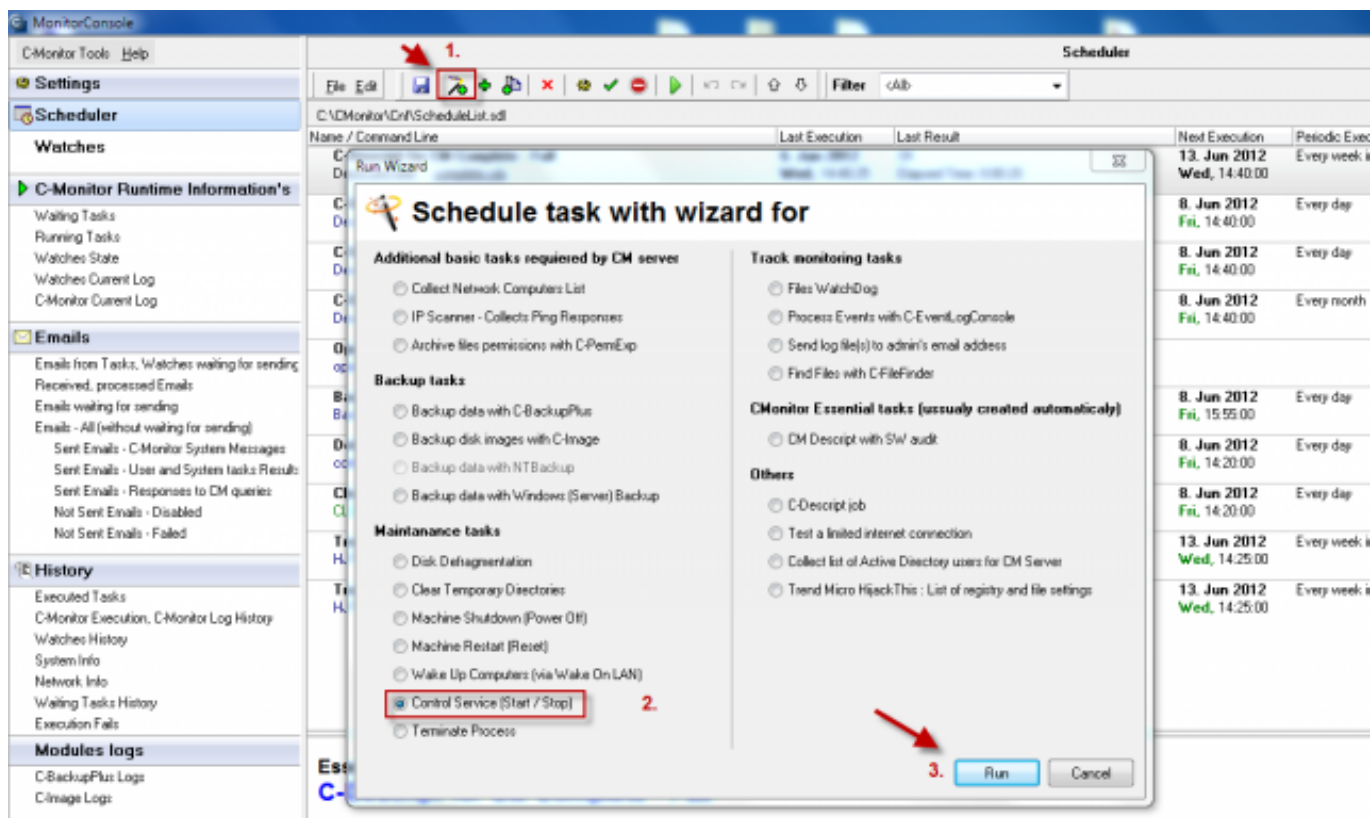 MonitorConsole
C-Monitor Tools Help
Settings
Scheduler
Watches
C-Monitor Runtime Information's
Waiting Tasks
Running Tasks
Watches State
Watches Current Log
C-Monitor Current Log
Emails
Emails from Tasks, Watches waiting for sending
Received, processed Emails
Emails waiting for sending
Emails - All (without waiting for sending)
Sent Emails - C-Monitor System Messages
Sent Emails - User and System tasks Results
Sent Emails - Responses to CM queries
Not Sent Emails - Disabled
Not Sent Emails - Failed
History
Executed Tasks
C-Monitor Execution, C-Monitor Log History
Watches History
System Info
Network Info
Waiting Tasks History
Execution Fails
Modules logs
C-BackupPlus Logs
C-Image Logs
1.
Scheduler
File Edit Filter <All>
C:\CMonitor\Cnf\ScheduleList.sdl
Name / Command Line Last Execution Last Result Next Execution Periodic Exec
13. Jun 2012 Every week i
Wed, 14:40:00
8. Jun 2012 Every day
Fri, 14:40:00
8. Jun 2012 Every day
Fri, 14:40:00
8. Jun 2012 Every month
Fri, 14:40:00
8. Jun 2012 Every day
Fri, 15:55:00
8. Jun 2012 Every day
Fri, 14:20:00
8. Jun 2012 Every day
Fri, 14:20:00
13. Jun 2012 Every week i
Wed, 14:25:00
13. Jun 2012 Every week i
Wed, 14:25:00
Run Wizard
Schedule task with wizard for
Additional basic tasks requiered by CM server
Collect Network Computers List
IP Scanner - Collects Ping Responses
Archive files permissions with C-PermExp
Backup tasks
Backup data with C-BackupPlus
Backup disk images with C-Image
Backup data with NTBackup
Backup data with Windows (Server) Backup
Maintanance tasks
Disk Defragmentation
Clear Temporary Directories
Machine Shutdown (Power Off)
Machine Restart (Reset)
Wake Up Computers (via Wake On LAN)
Control Service (Start / Stop)
2.
Terminate Process
Track monitoring tasks
Files WatchDog
Process Events with C-EventLogConsole
Send log file(s) to admin's email address
Find Files with C-FileFinder
CMonitor Essential tasks (ussualy created automaticaly)
CM Descript with SW audit
Others
C-Descript job
Test a limited internet connection
Collect list of Active Directory users for CM Server
Trend Micro HijackThis : List of registry and file settings
3.
Run Cancel
Ess
C-